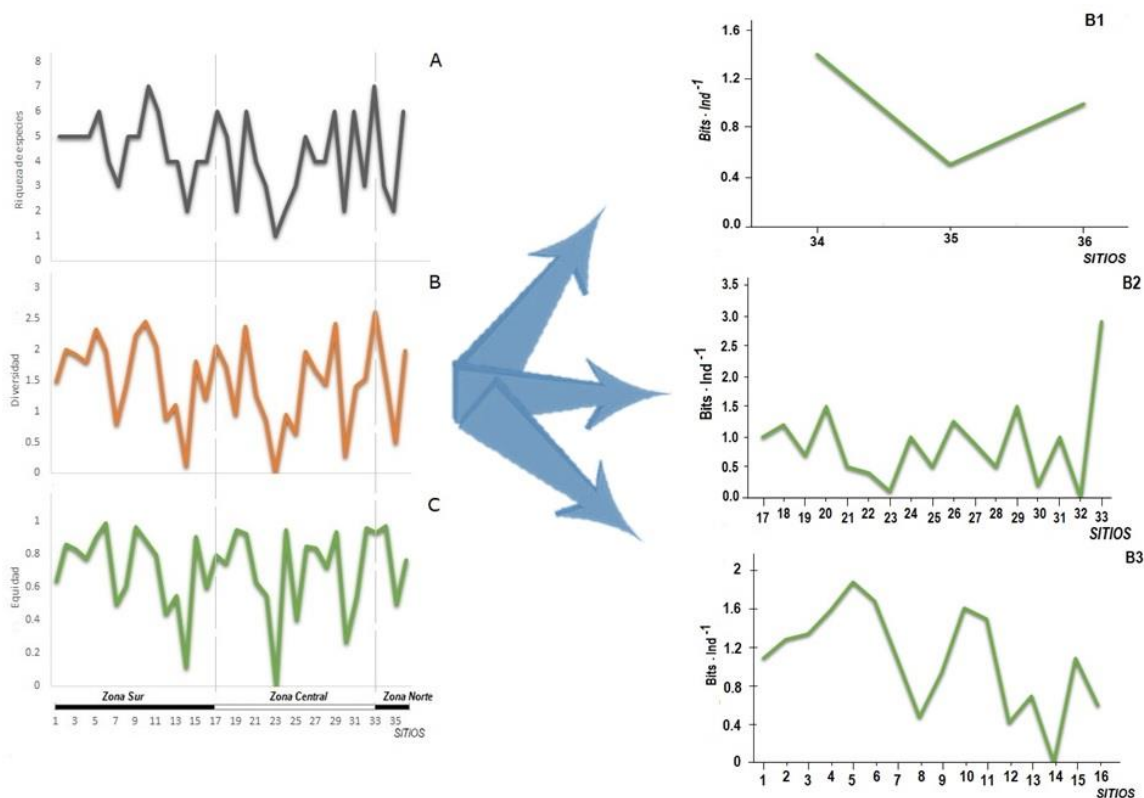 A
Riqueza de especies
8
7
6
5
4
3
2
1
0
B
Diversidad
3
2.5
2
1.5
1
0.5
0
C
Equidad
1
0.8
0.6
0.4
0.2
0
Zona Sur Zona Central Zona Norte
1 3 5 7 9 11 13 15 17 19 21 23 25 27 29 31 33 35
SITIOS
B1
Bits · Ind -1
1.6
1.2
0.8
0.4
0.0
34 35 36
SITIOS
B2
Bits · Ind -1
3.5
3.0
2.5
2.0
1.5
1.0
0.5
0.0
17 18 19 20 21 22 23 24 25 26 27 28 29 30 31 32 33
SITIOS
B3
Bits · Ind -1
2
1.6
1.2
0.8
0.4
0
1 2 3 4 5 6 7 8 9 10 11 12 13 14 15 16
SITIOS